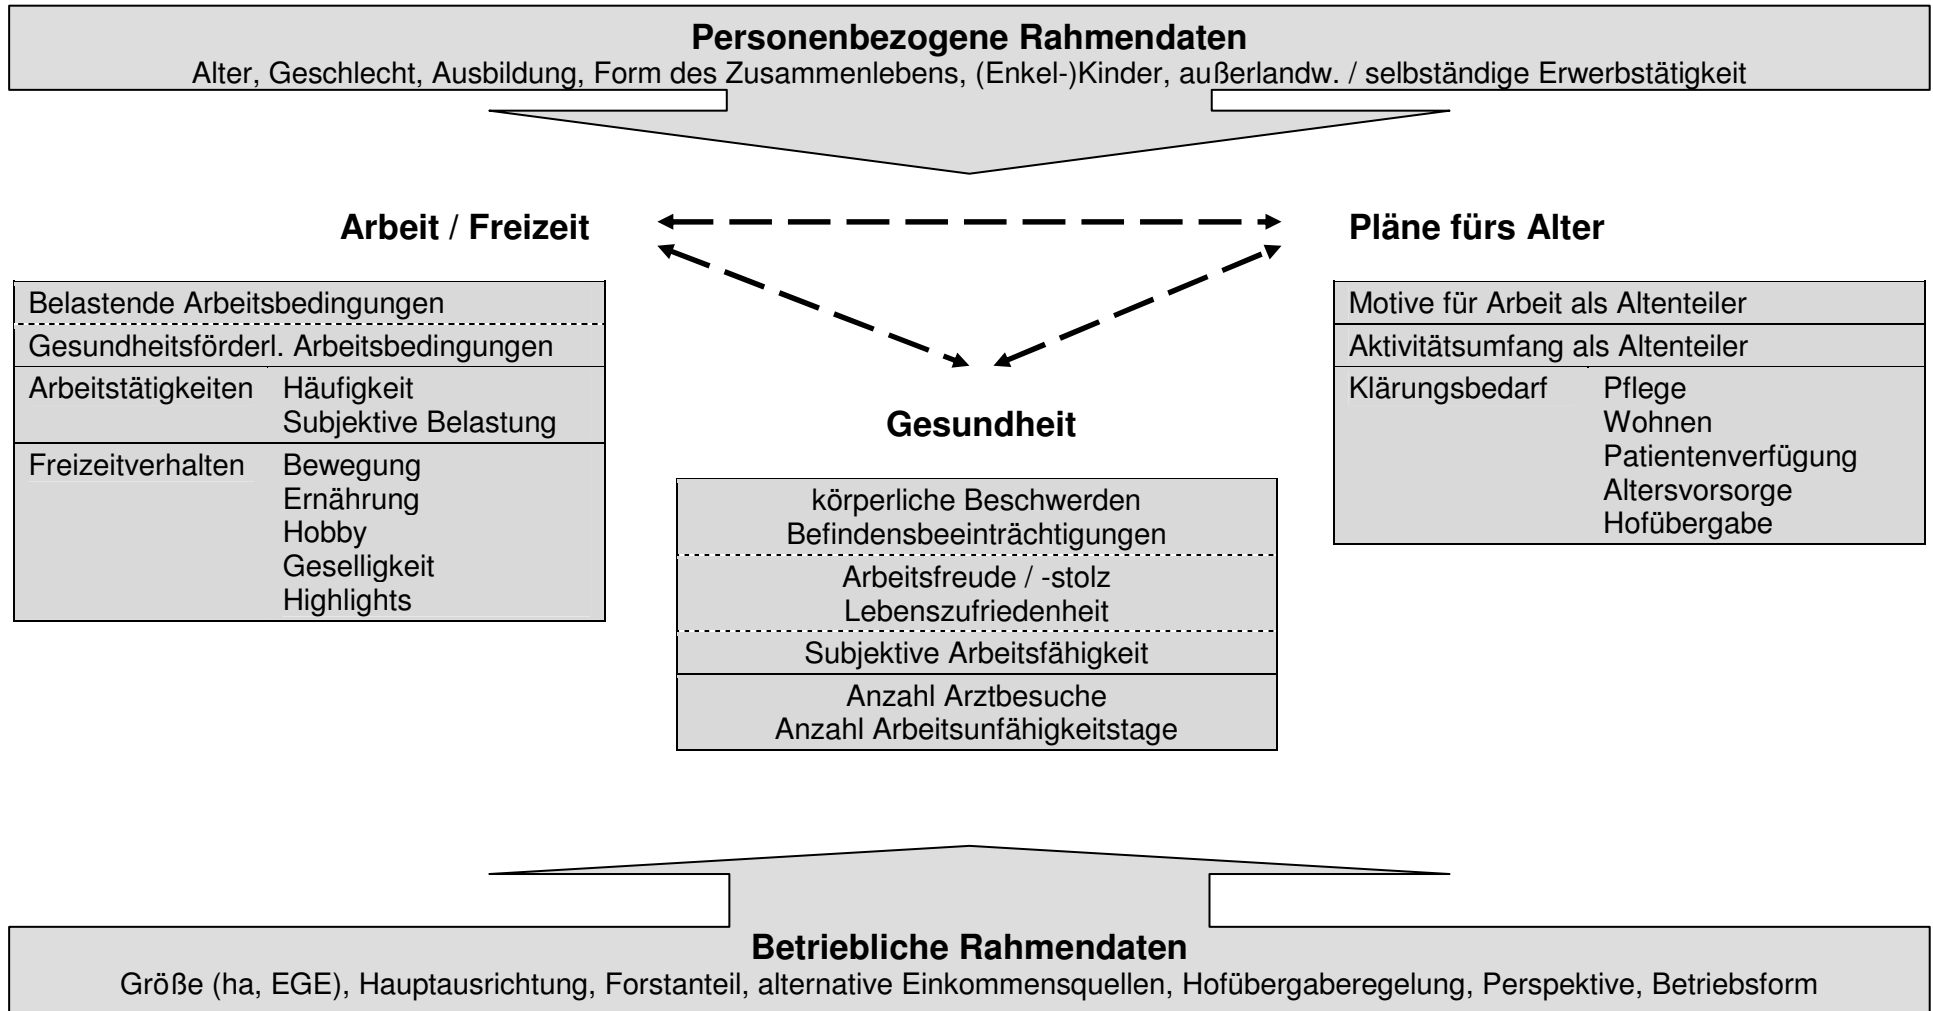 Personenbezogene Rahmendaten
Alter, Geschlecht, Ausbildung, Form des Zusammenlebens, (Enkel-)Kinder, außerlandw. / selbständige Erwerbstätigkeit
Arbeit / Freizeit
Belastende Arbeitsbedingungen
Gesundheitsförderl. Arbeitsbedingungen
Arbeitstätigkeiten Häufigkeit
Subjektive Belastung
Freizeitverhalten Bewegung
Ernährung
Hobby
Geselligkeit
Highlights
Pläne fürs Alter
Motive für Arbeit als Altenteiler
Aktivitätsumfang als Altenteiler
Klärungsbedarf Pflege
Wohnen
Patientenverfügung
Altersvorsorge
Hofübergabe
Gesundheit
körperliche Beschwerden
Befindensbeeinträchtigungen
Arbeitsfreude / -stolz
Lebenszufriedenheit
Subjektive Arbeitsfähigkeit
Anzahl Arztbesuche
Anzahl Arbeitsunfähigkeitstage
Betriebliche Rahmendaten
Größe (ha, EGE), Hauptausrichtung, Forstanteil, alternative Einkommensquellen, Hofübergaberegelung, Perspektive, Betriebsform